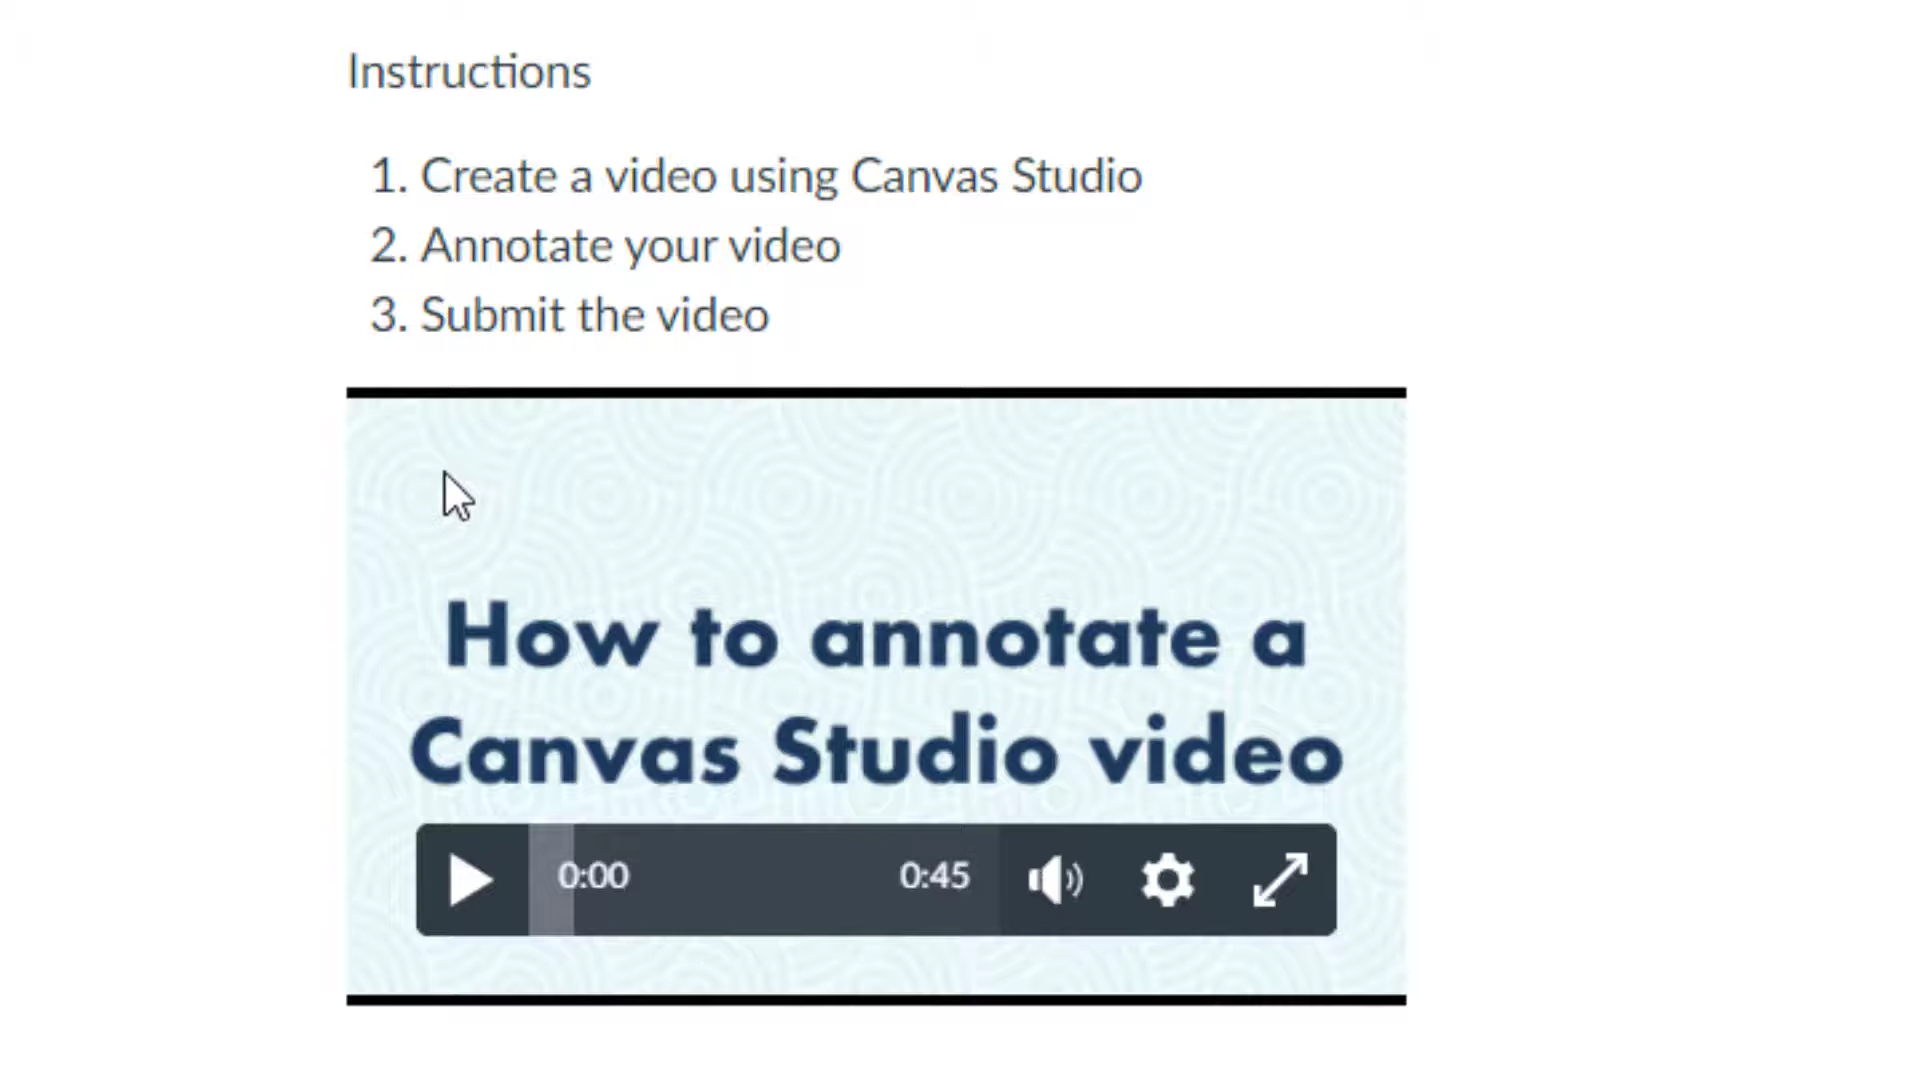 Instructions
1. Create a video using Canvas Studio
2. Annotate your video
3. Submit the video
How to annotate a
Canvas Studio video
0:00 0:45